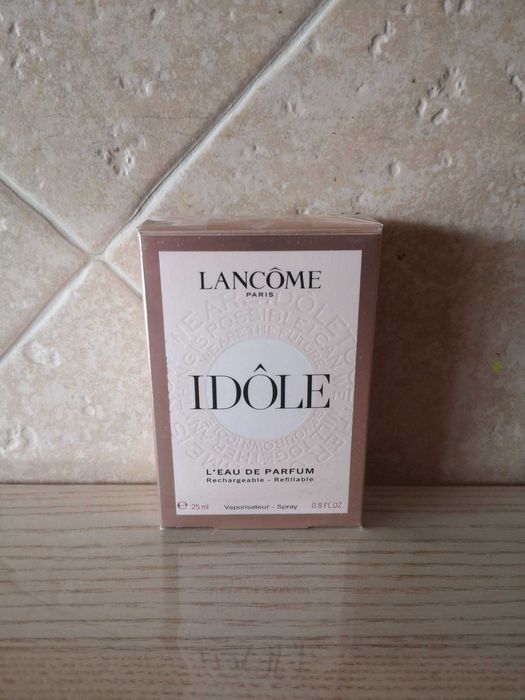 LANCÔME
PARIS
IDÔLE
L'EAU DE PARFUM
Rechargeable - Refillable
e 25 ml Vaporisateur - Spray 0.8 FL.OZ.